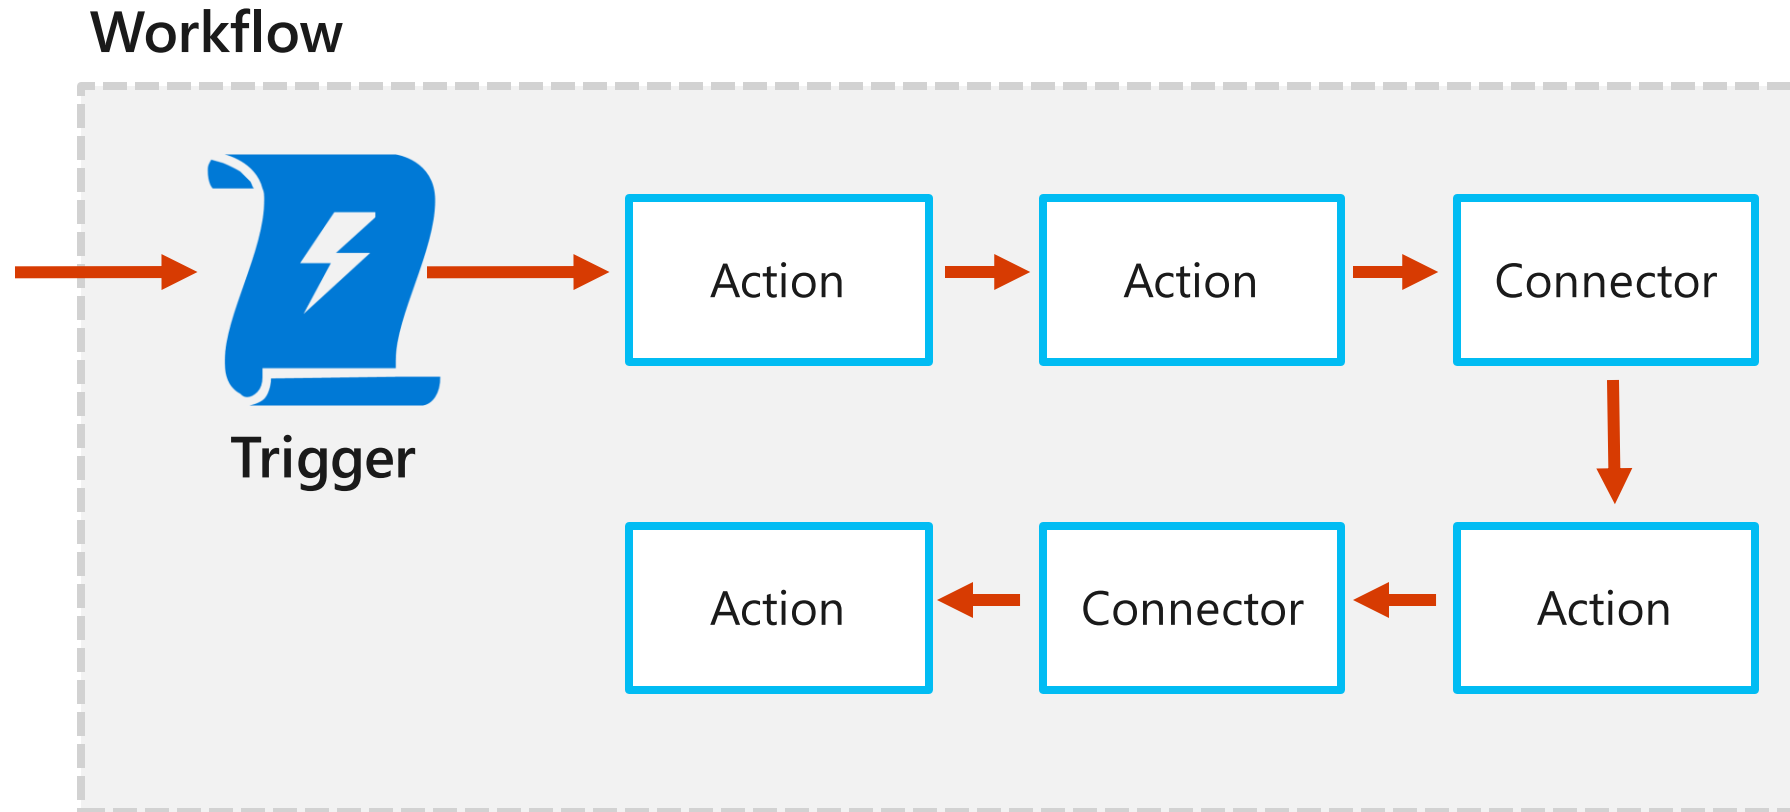 Workflow
Trigger
Action
Action
Connector
Action
Connector
Action